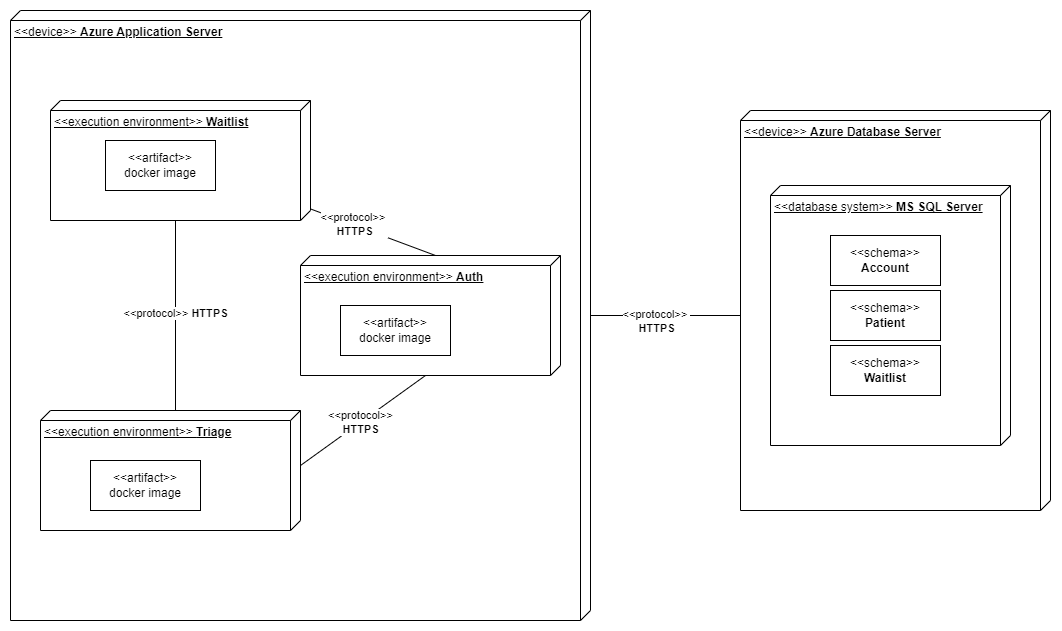 <<device>> Azure Application Server
<<execution environment>> Waitlist
<<artifact>>
docker image
<<protocol>>
HTTPS
<<execution environment>> Auth
<<artifact>>
docker image
<<protocol>> HTTPS
<<protocol>>
HTTPS
<<execution environment>> Triage
<<artifact>>
docker image
<<protocol>>
HTTPS
<<device>> Azure Database Server
<<database system>> MS SQL Server
<<schema>>
Account
<<schema>>
Patient
<<schema>>
Waitlist